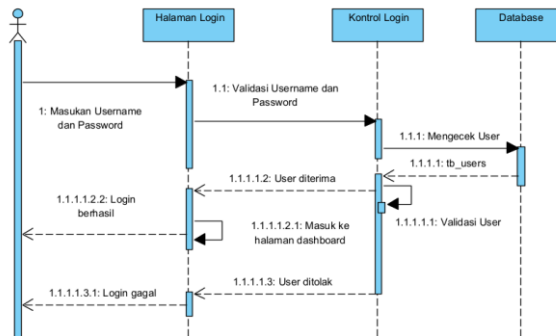 Halaman Login
Kontrol Login
Database
1: Masukan Username
dan Password
1.1: Validasi Username dan
Password
1.1.1: Mengecek User
1.1.1.1: tb_users
1.1.1.1.2: User diterima
1.1.1.1.1: Validasi User
1.1.1.1.2.2: Login
berhasil
1.1.1.1.2.1: Masuk ke
halaman dashboard
1.1.1.1.3: User ditolak
1.1.1.1.3.1: Login gagal